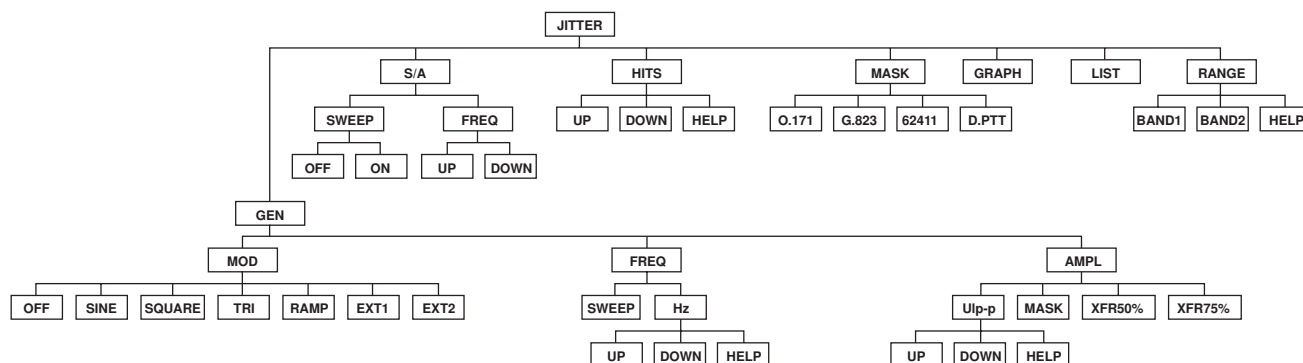 JITTER
S/A HITS MASK GRAPH LIST RANGE
SWEEP FREQ UP DOWN HELP O.171 G.823 62411 D.PTT BAND1 BAND2 HELP
OFF ON UP DOWN
GEN
MOD FREQ AMPL
OFF SINE SQUARE TRI RAMP EXT1 EXT2 SWEEP Hz UIp-p MASK XFR50% XFR75%
UP DOWN HELP UP DOWN HELP